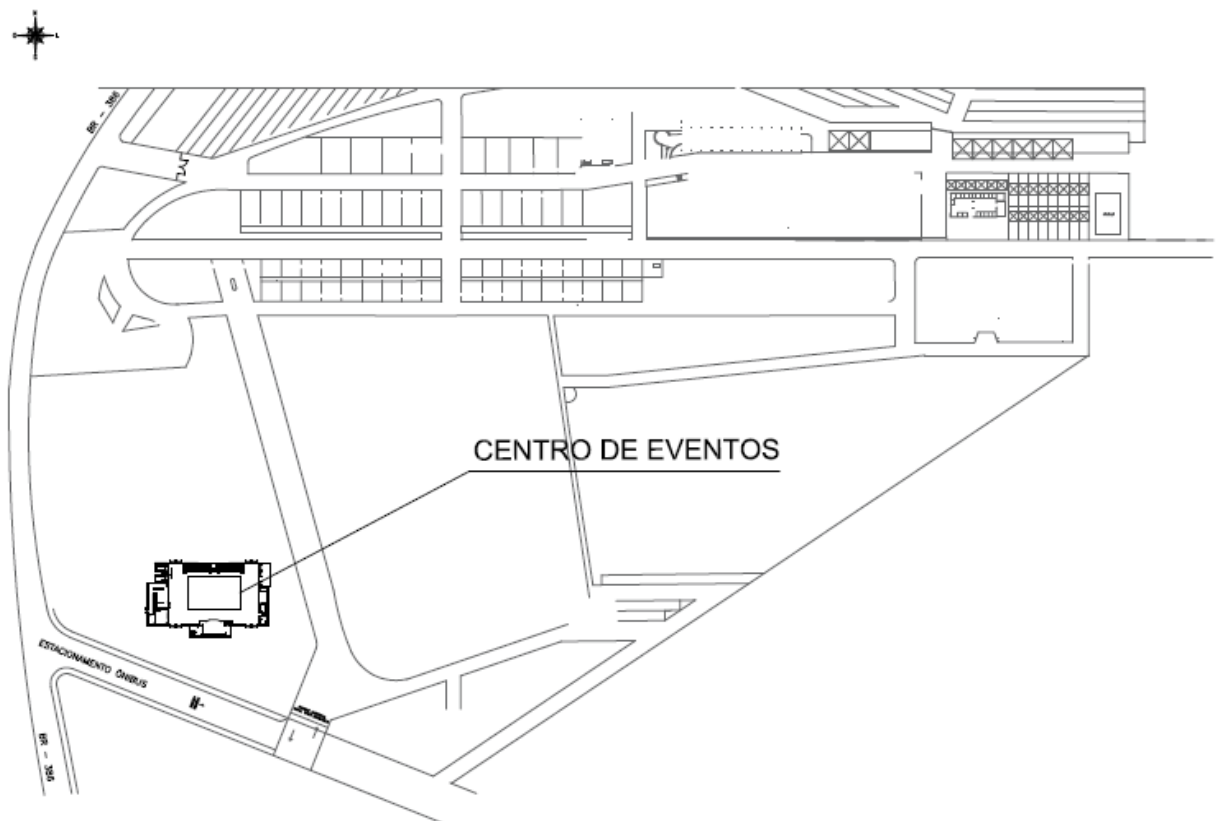 N
O L
S
BR - 386
CENTRO DE EVENTOS
ESTACIONAMENTO ÔNIBUS
BR - 386